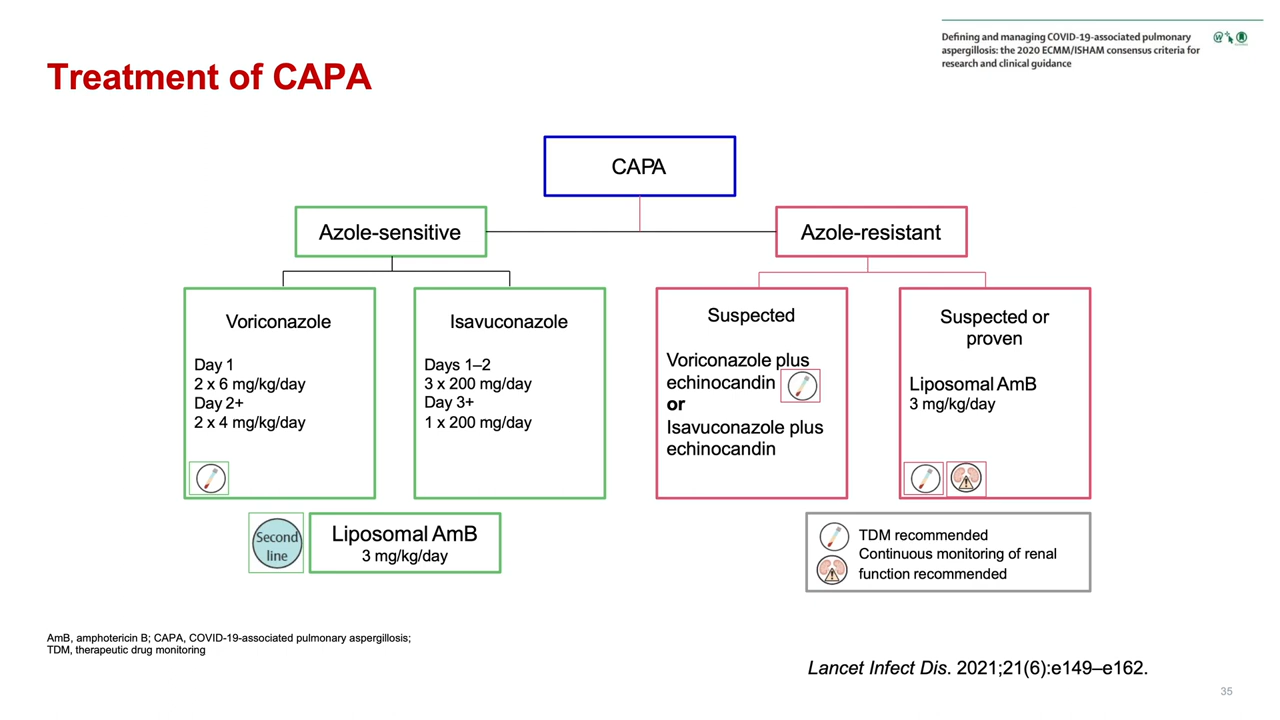 Defining and managing COVID-19-associated pulmonary
aspergillosis: the 2020 ECMM/ISHAM consensus criteria for
research and clinical guidance
Treatment of CAPA
CAPA
Azole-sensitive
Azole-resistant
Voriconazole
Day 1
2 x 6 mg/kg/day
Day 2+
2 x 4 mg/kg/day
Isavuconazole
Days 1–2
3 x 200 mg/day
Day 3+
1 x 200 mg/day
Suspected
Voriconazole plus
echinocandin
or
Isavuconazole plus
echinocandin
Suspected or
proven
Liposomal AmB
3 mg/kg/day
Second
line
Liposomal AmB
3 mg/kg/day
TDM recommended
Continuous monitoring of renal
function recommended
AmB, amphotericin B; CAPA, COVID-19-associated pulmonary aspergillosis;
TDM, therapeutic drug monitoring
Lancet Infect Dis. 2021;21(6):e149–e162.
35